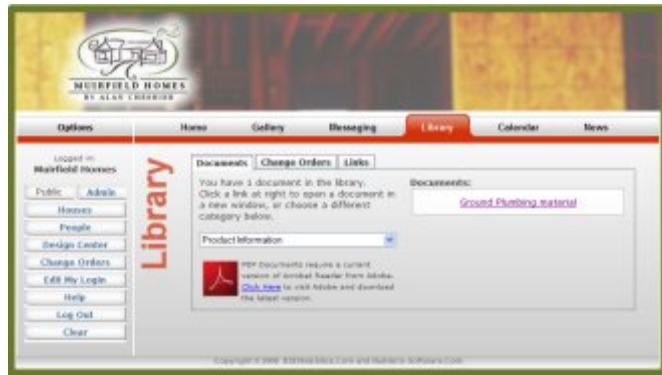 MUIRFIELD HOMES
Options
Home
Gallery
Messaging
Library
Calendar
News
Logged in:
Muirfield Homes
Public
Admin
Houses
People
Design Center
Change Orders
Edit My Login
Help
Log Out
Clear
Library
Documents
Change Orders
Links
You have 1 document in the library.
Click a link at right to open a document in
a new window, or choose a different
category below.
Product Information
PDF Documents require a current
version of Acrobat Reader from Adobe.
Click Here to visit Adobe and download
the latest version.
Documents:
Ground Plumbing material